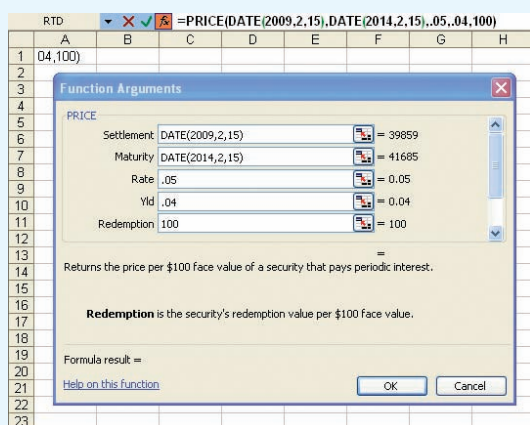 RTD =PRICE(DATE(2009,2,15),DATE(2014,2,15),.05,.04,100)
A B C D E F G H
1 04,100)
2
3 Function Arguments
4
5 PRICE
6 Settlement DATE(2009,2,15) = 39859
7 Maturity DATE(2014,2,15) = 41685
8
9 Rate .05 = 0.05
10 Yld .04 = 0.04
11 Redemption 100 = 100
12
13 =
14 Returns the price per $100 face value of a security that pays periodic interest.
15
16
17 Redemption is the security's redemption value per $100 face value.
18
19 Formula result =
20
21 Help on this function OK Cancel
22
23